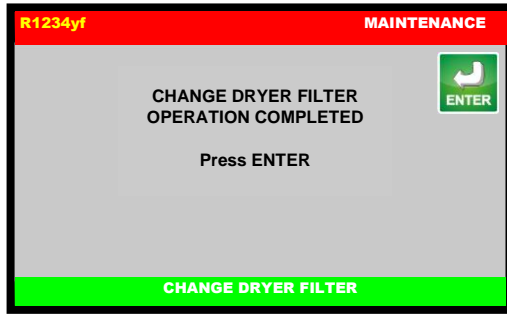 R1234yf MAINTENANCE
ENTER
CHANGE DRYER FILTER
OPERATION COMPLETED
Press ENTER
CHANGE DRYER FILTER